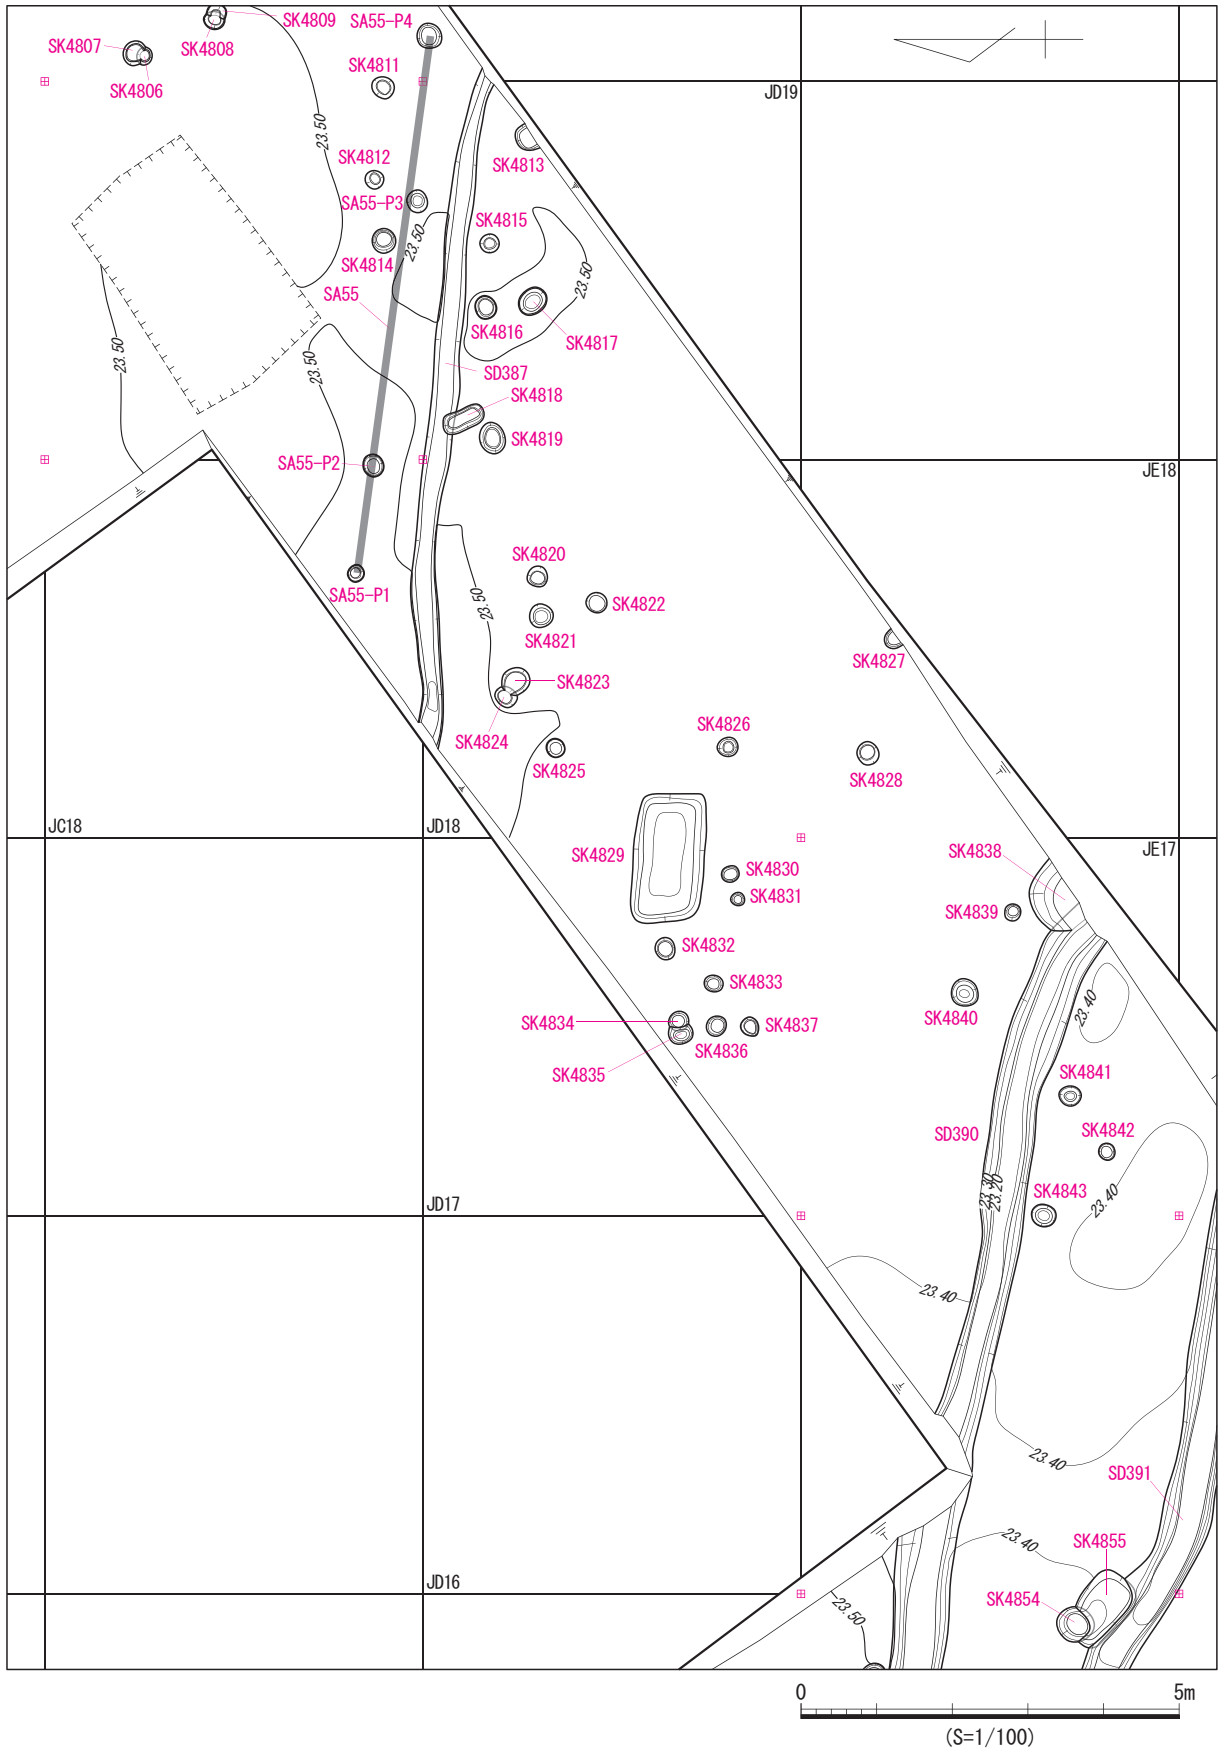 SK4809
SA55-P4
SK4807
SK4808
SK4806
SK4811
JD19
23.50
SK4813
SK4812
SA55-P3
SK4815
23.50
SK4814
23.50
SA55
SK4816
SK4817
23.50
23.50
SD387
SK4818
SK4819
SA55-P2
JE18
SK4820
SA55-P1
23.50
SK4822
SK4821
SK4827
SK4823
SK4824
SK4826
SK4825
SK4828
JC18
JD18
SK4829
SK4838
JE17
SK4830
SK4831
SK4839
SK4832
SK4833
23.40
SK4840
SK4834
SK4837
SK4836
SK4835
SK4841
SD390
SK4842
23.30
23.20
SK4843
23.40
JD17
23.40
23.40
SD391
23.40
SK4855
JD16
SK4854
23.50
0
5m
(S=1/100)